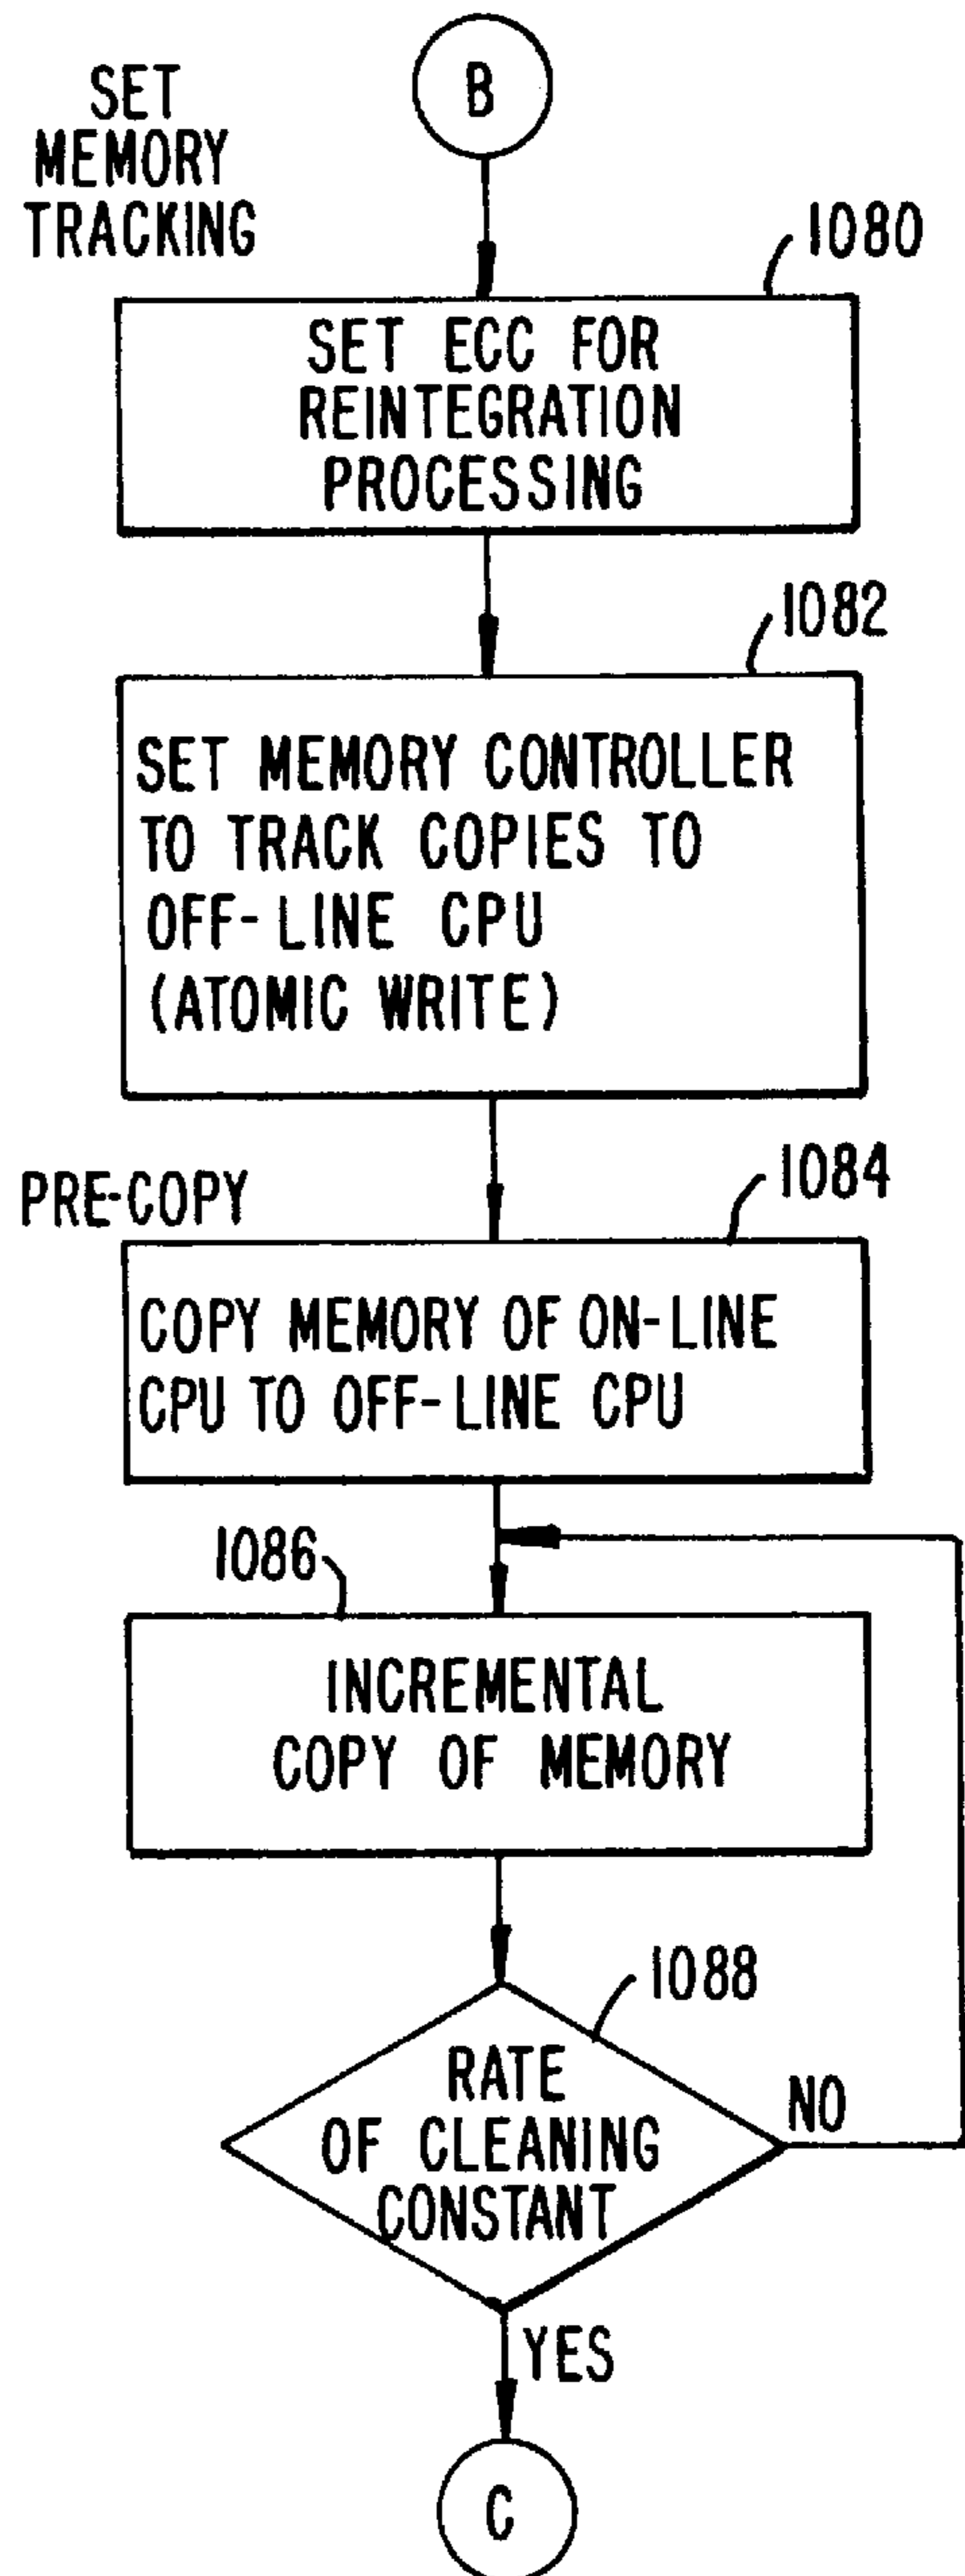 B
SET
MEMORY
TRACKING
1080
SET ECC FOR
REINTEGRATION
PROCESSING
1082
SET MEMORY CONTROLLER
TO TRACK COPIES TO
OFF-LINE CPU
(ATOMIC WRITE)
PRE-COPY
1084
COPY MEMORY OF ON-LINE
CPU TO OFF-LINE CPU
1086
INCREMENTAL
COPY OF MEMORY
1088
RATE
OF CLEANING
CONSTANT
NO
YES
C